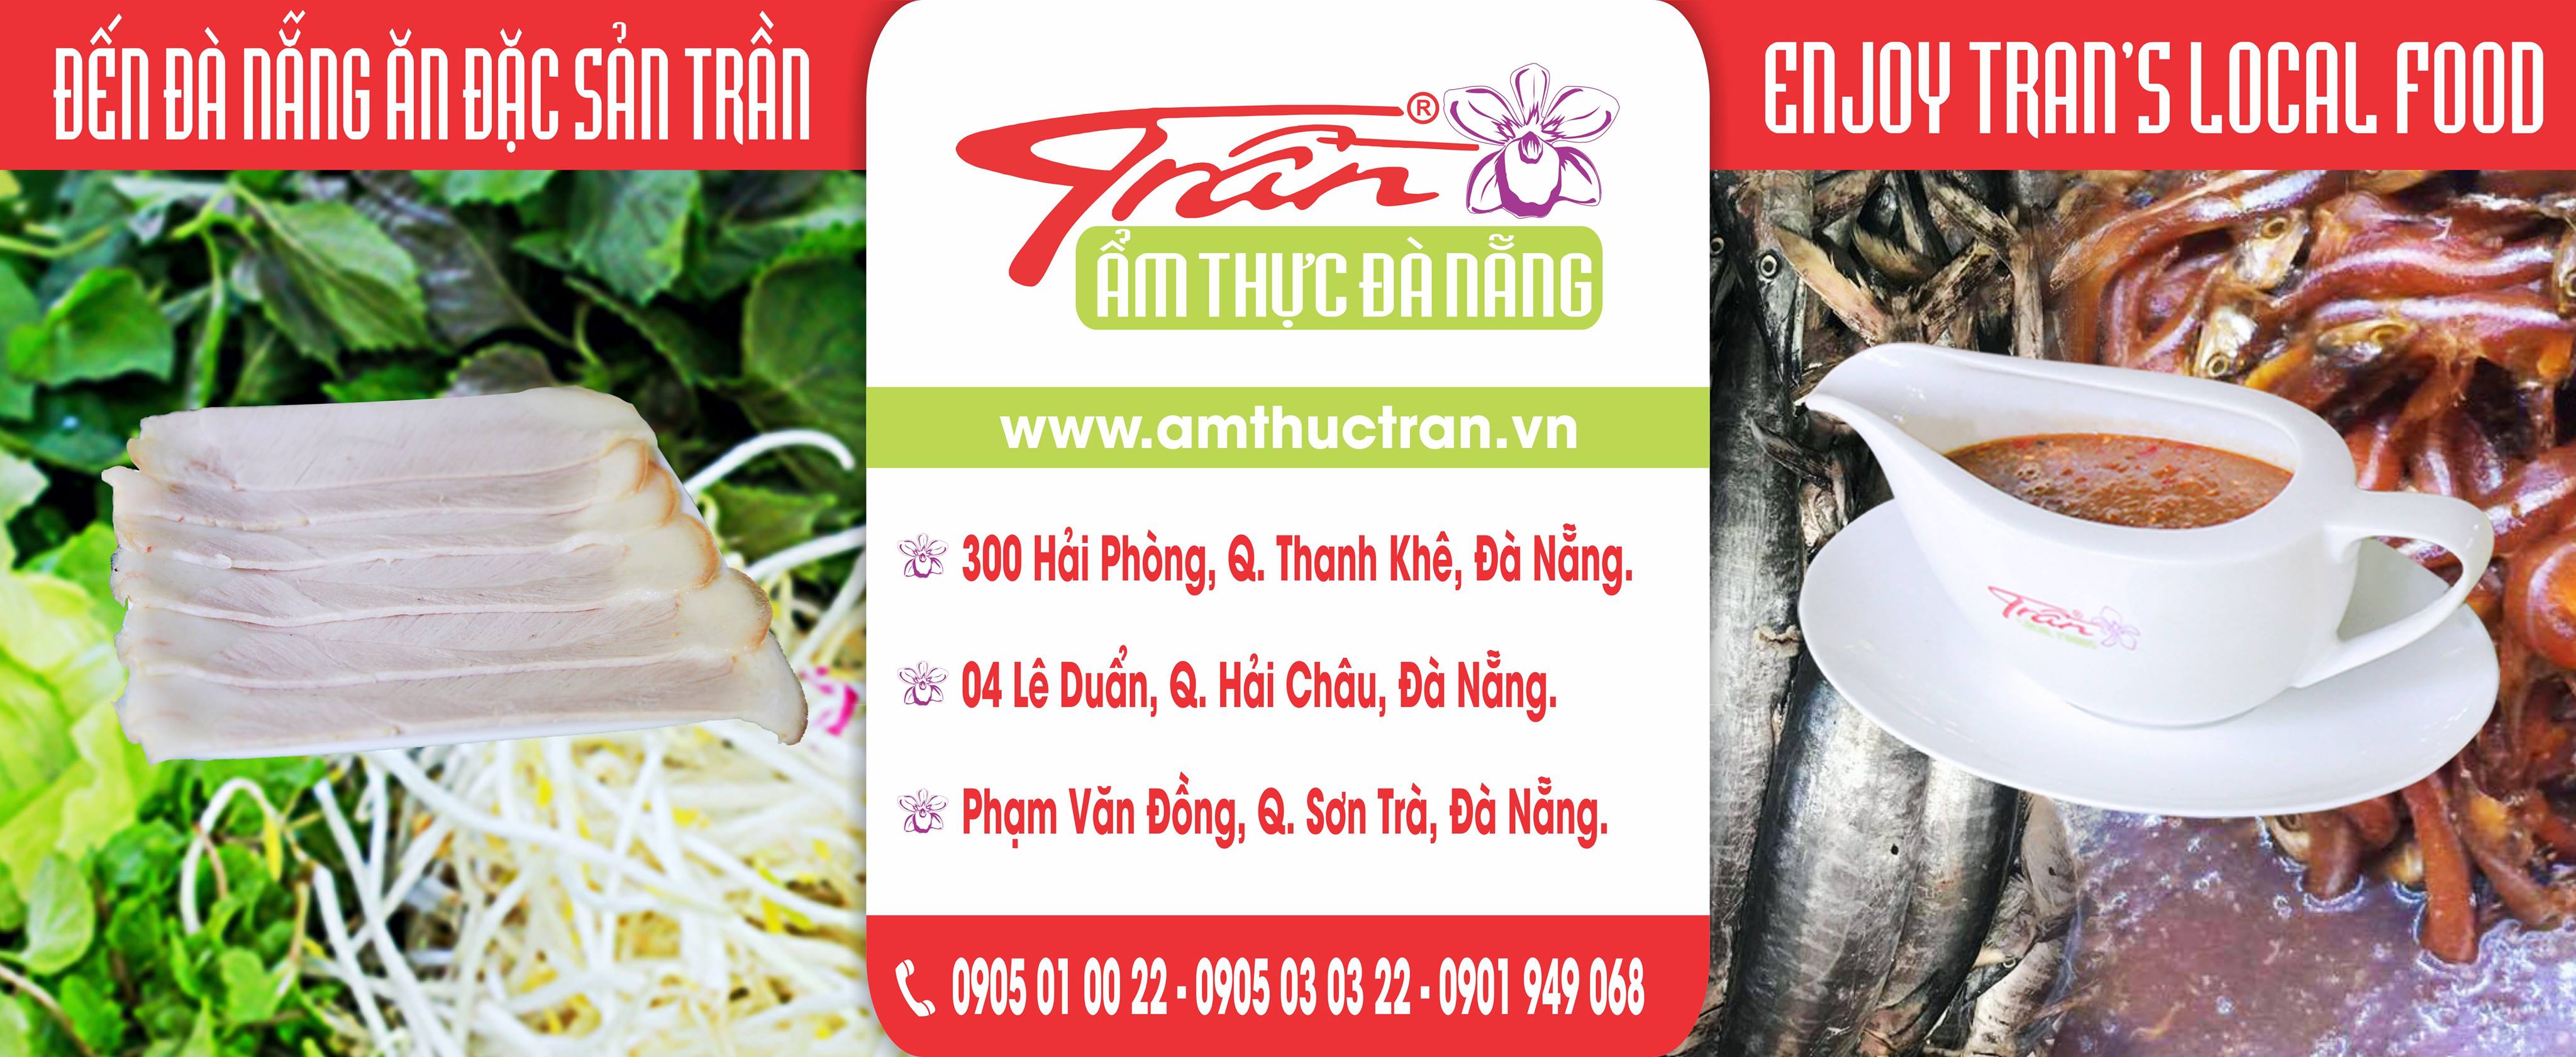 ĐẾN ĐÀ NẴNG ĂN ĐẶC SẢN TRẦN
Trần®
ẨM THỰC ĐÀ NẴNG
www.amthuctran.vn
300 Hải Phòng, Q. Thanh Khê, Đà Nẵng.
04 Lê Duẩn, Q. Hải Châu, Đà Nẵng.
Phạm Văn Đồng, Q. Sơn Trà, Đà Nẵng.
0905 01 00 22 - 0905 03 03 22 - 0901 949 068
ENJOY TRAN'S LOCAL FOOD
Trần®